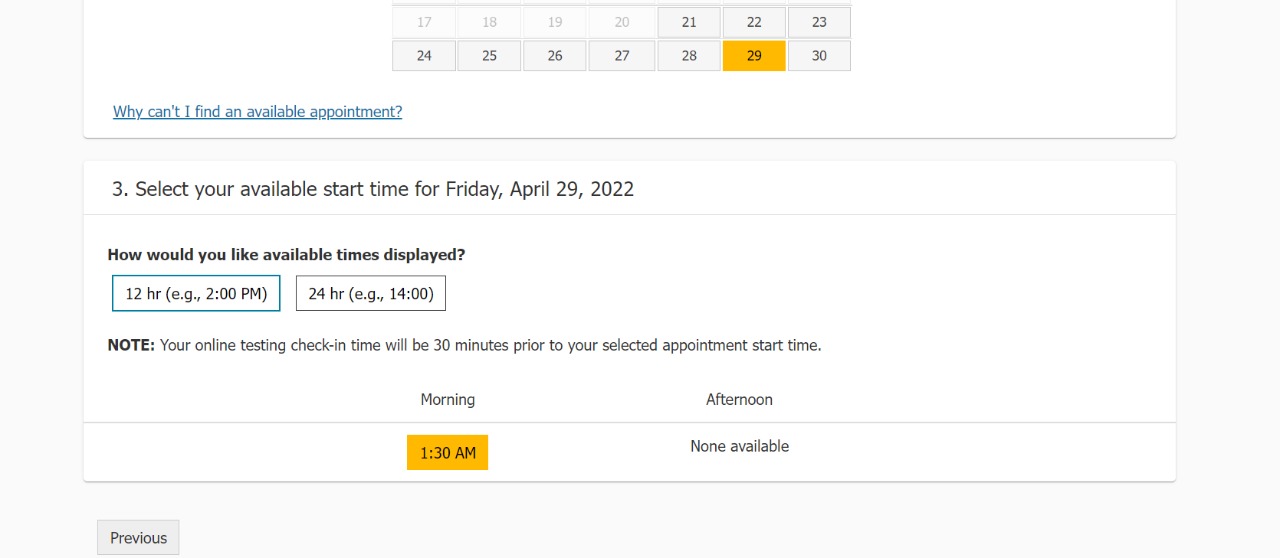 17 18 19 20 21 22 23
24 25 26 27 28 29 30
Why can't I find an available appointment?
3. Select your available start time for Friday, April 29, 2022
How would you like available times displayed?
12 hr (e.g., 2:00 PM) 24 hr (e.g., 14:00)
NOTE: Your online testing check-in time will be 30 minutes prior to your selected appointment start time.
Morning Afternoon
1:30 AM None available
Previous